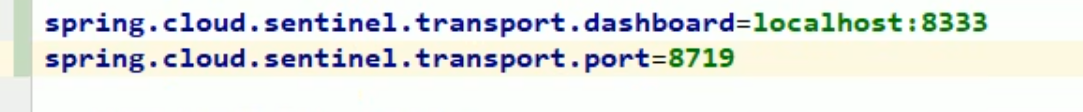 spring.cloud.sentinel.transport.dashboard=localhost:8333
spring.cloud.sentinel.transport.port=8719